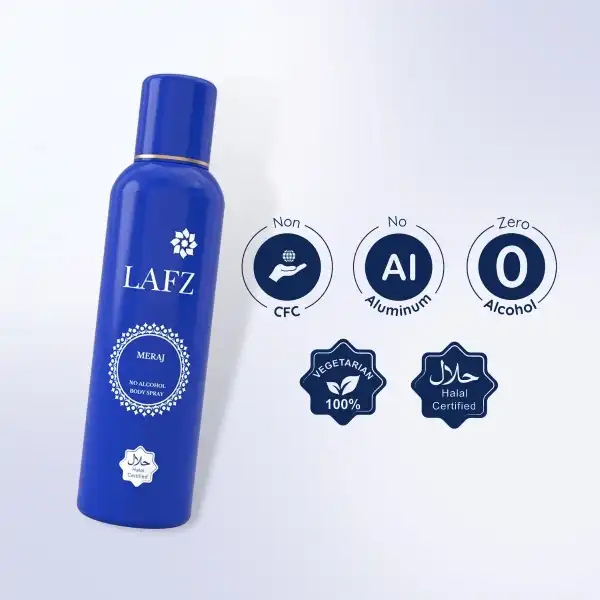 LAFZ
MERAJ
NO ALCOHOL
BODY SPRAY
حلال
Halal
Certified
Non
CFC
No
Al
Aluminum
Zero
0
Alcohol
VEGETARIAN
100%
حلال
Halal
Certified